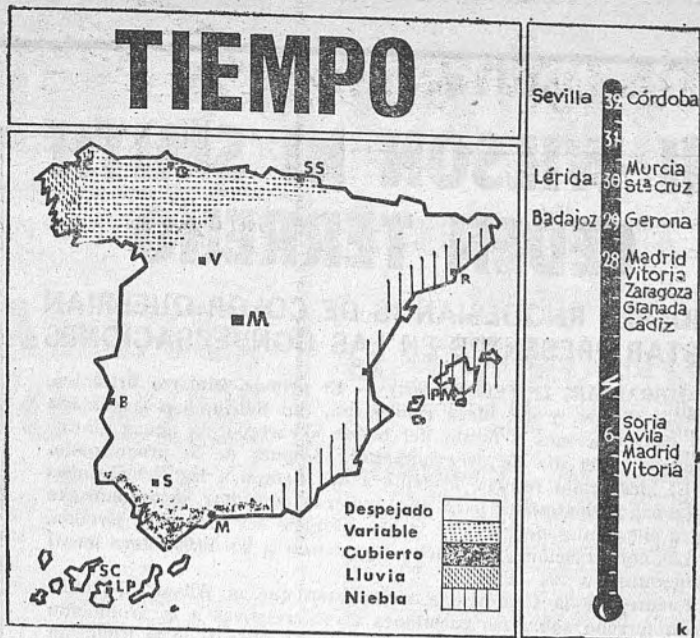 TIEMPO
SS
V
M
PM
B
S
M
SC
LP
Despejado
Variable
Cubierto
Lluvia
Niebla
Sevilla 39 Córdoba
31
Lérida 30 Murcia
Sta Cruz
Badajoz 29 Gerona
28 Madrid
Vitoria
Zaragoza
Granada
Cádiz
6 Soria
Avila
Madrid
Vitoria
k